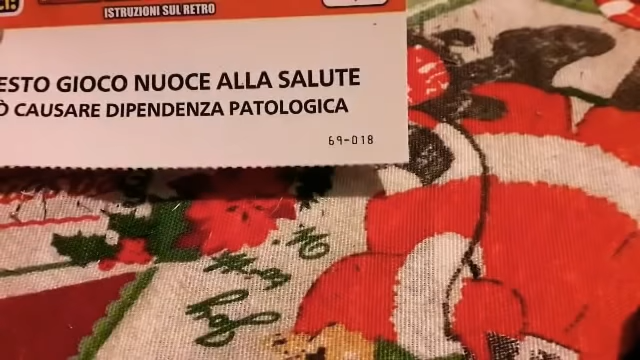 ISTRUZIONI SUL RETRO
ESTO GIOCO NUOCE ALLA SALUTE
Ò CAUSARE DIPENDENZA PATOLOGICA
69-018